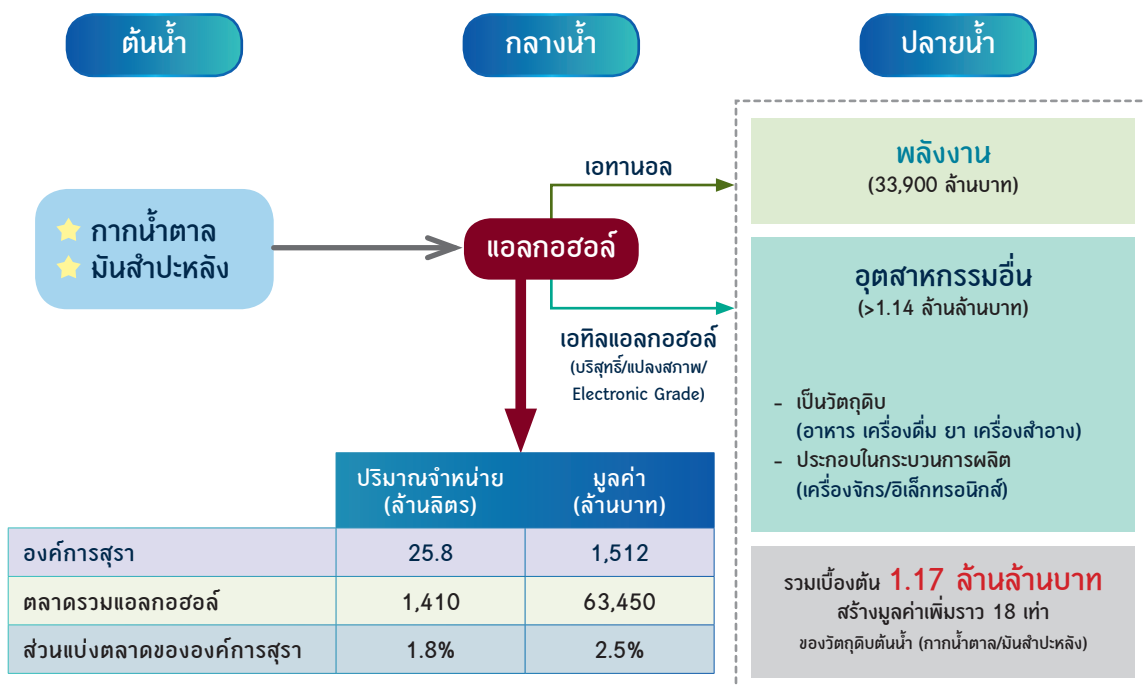 ต้นน้ำ
กลางน้ำ
ปลายน้ำ
กากน้ำตาล
มันสำปะหลัง
แอลกอฮอล์
เอทานอล
เอทิลแอลกอฮอล์
(บริสุทธิ์/แปลงสภาพ/
Electronic Grade)
พลังงาน
(33,900 ล้านบาท)
อุตสาหกรรมอื่น
(>1.14 ล้านล้านบาท)
- เป็นวัตถุดิบ
(อาหาร เครื่องดื่ม ยา เครื่องสำอาง)
- ประกอบในกระบวนการผลิต
(เครื่องจักร/อิเล็กทรอนิกส์)
รวมเบื้องต้น 1.17 ล้านล้านบาท
สร้างมูลค่าเพิ่มราว 18 เท่า
ของวัตถุดิบต้นน้ำ (กากน้ำตาล/มันสำปะหลัง)
ปริมาณจำหน่าย มูลค่า
(ล้านลิตร) (ล้านบาท)
องค์การสุรา 25.8 1,512
ตลาดรวมแอลกอฮอล์ 1,410 63,450
ส่วนแบ่งตลาดขององค์การสุรา 1.8% 2.5%